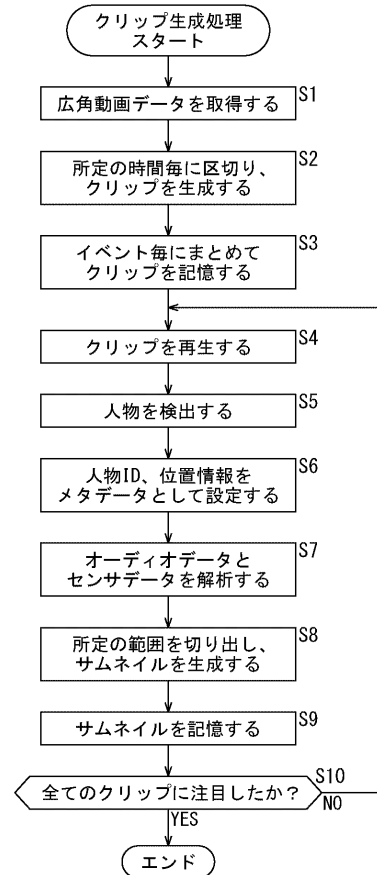 クリップ生成処理
スタート
広角動画データを取得する
S1
所定の時間毎に区切り、
クリップを生成する
S2
イベント毎にまとめて
クリップを記憶する
S3
クリップを再生する
S4
人物を検出する
S5
人物ID、位置情報を
メタデータとして設定する
S6
オーディオデータと
センサデータを解析する
S7
所定の範囲を切り出し、
サムネイルを生成する
S8
サムネイルを記憶する
S9
全てのクリップに注目したか?
S10
NO
YES
エンド